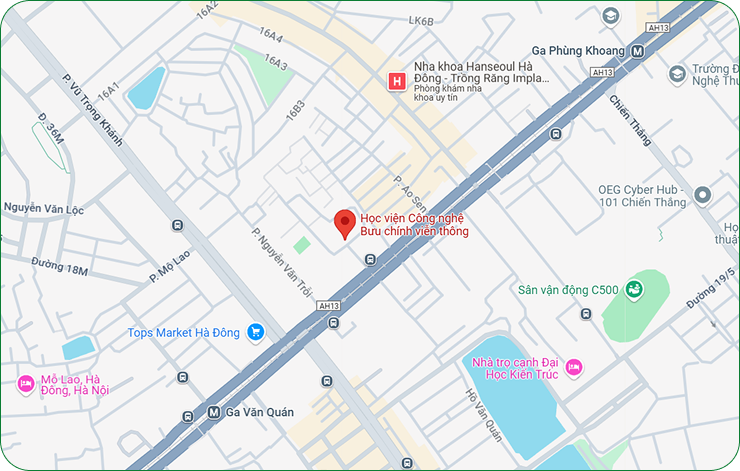 LK6B
16A2
16A4
16A3
16A1
16B3
AH13
Ga Phùng Khoang
M
AH13
Nha khoa Hanseoul Hà
Đông - Trồng Răng Impla...
Phòng khám nha
khoa uy tín
H
Trường Đ
Nghệ Thu
P. Vũ Trọng Khánh
Đ. 36M
Chiến Thắng
P. Ao Sen
OEG Cyber Hub -
101 Chiến Thắng
Nguyễn Văn Lộc
Học viện Công nghệ
Bưu chính viễn thông
Họ
thuật
P. Nguyễn Văn Trỗi
P. Mộ Lao
Đường 18M
Sân vận động C500
Đường 19/5
AH13
Tops Market Hà Đông
Nhà trọ cạnh Đại
Học Kiến Trúc
Mỗ Lao, Hà
Đông, Hà Nội
Hồ Văn Quán
M
Ga Văn Quán